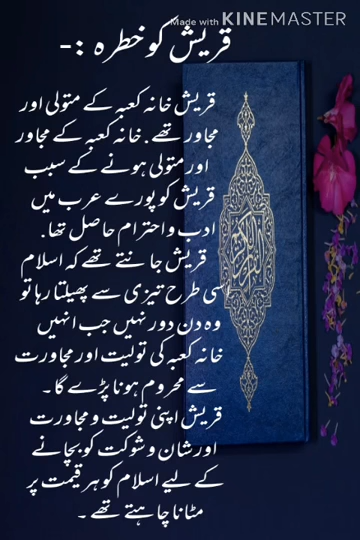 Made with KINEMASTER
قریش کو خطرہ :-
قریش خانہ کعبہ کے متولی اور
مجاور تھے. خانہ کعبہ کے مجاور
اور متولی ہونے کے سبب
قریش کو پورے عرب میں
ادب و احترام حاصل تھا.
قریش جانتے تھے کہ اسلام
اسی طرح تیزی سے پھیلتا رہا تو
وہ دن دور نہیں جب انہیں
خانہ کعبہ کی تولیت اور مجاورت
سے محروم ہونا پڑے گا۔
قریش اپنی تولیت و مجاورت
اور شان و شوکت کو بچانے
کے لیے اسلام کو ہر قیمت پر
مٹانا چاہتے تھے ۔
القرآن الكريم